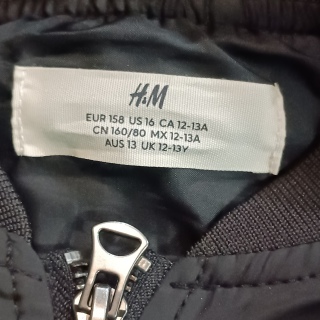 H&M
EUR 158 US 16 CA 12-13A
CN 160/80 MX 12-13A
AUS 13 UK 12-13Y